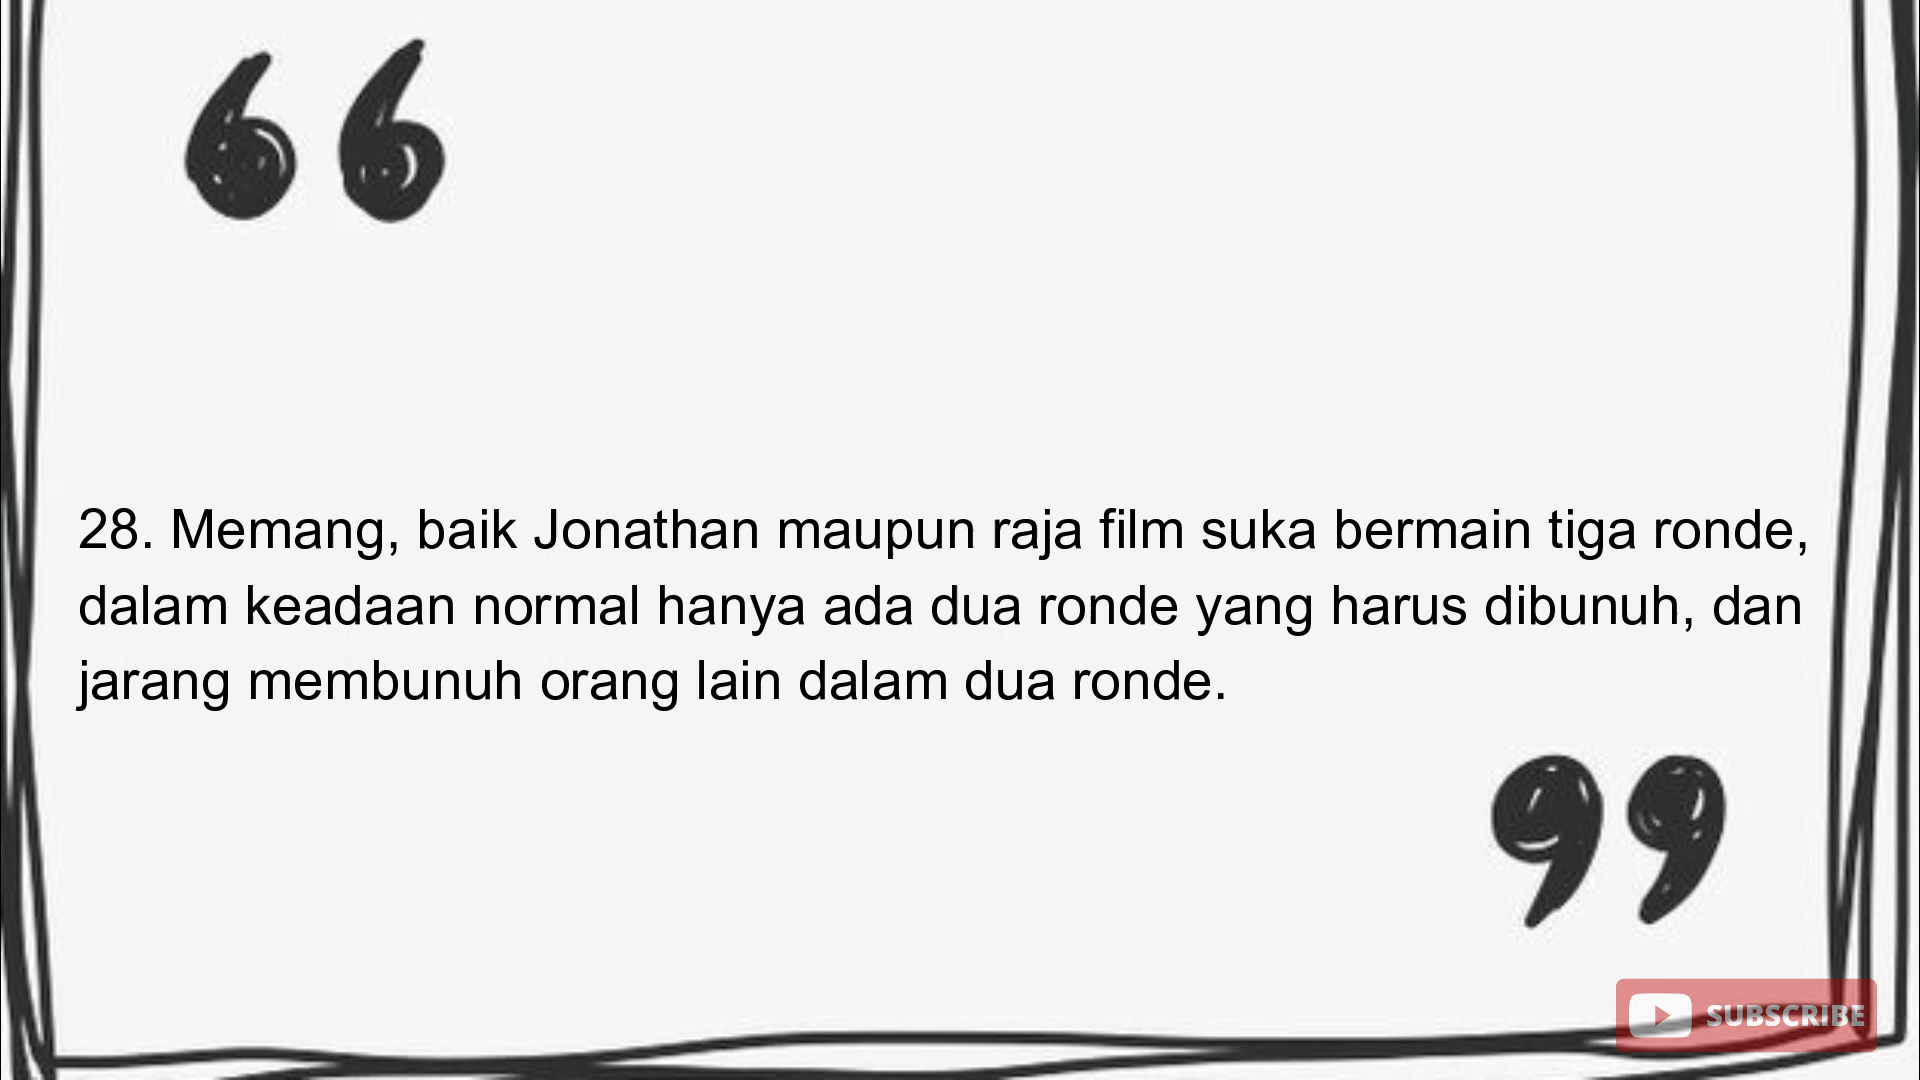 28. Memang, baik Jonathan maupun raja film suka bermain tiga ronde,
dalam keadaan normal hanya ada dua ronde yang harus dibunuh, dan
jarang membunuh orang lain dalam dua ronde.
SUBSCRIBE